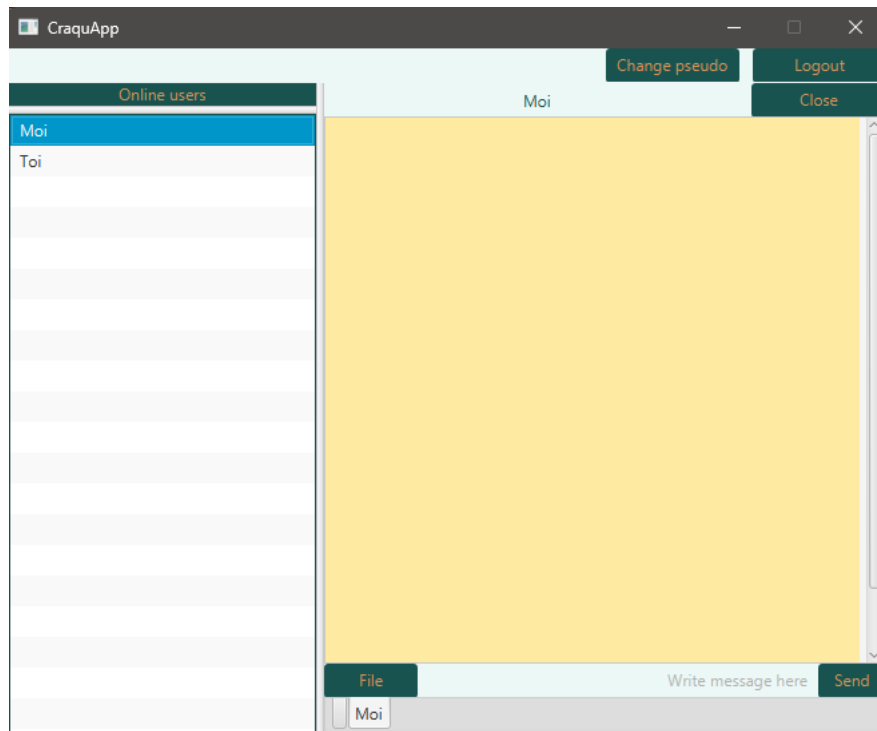 CraquApp
Change pseudo Logout
Online users
Moi Close
Moi
Toi
File Write message here Send
Moi